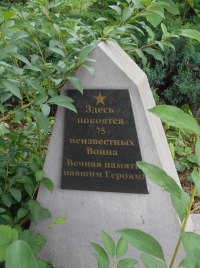 Здесь
покоятся
75
неизвестных
Воина
Вечная память
павшим Героям!